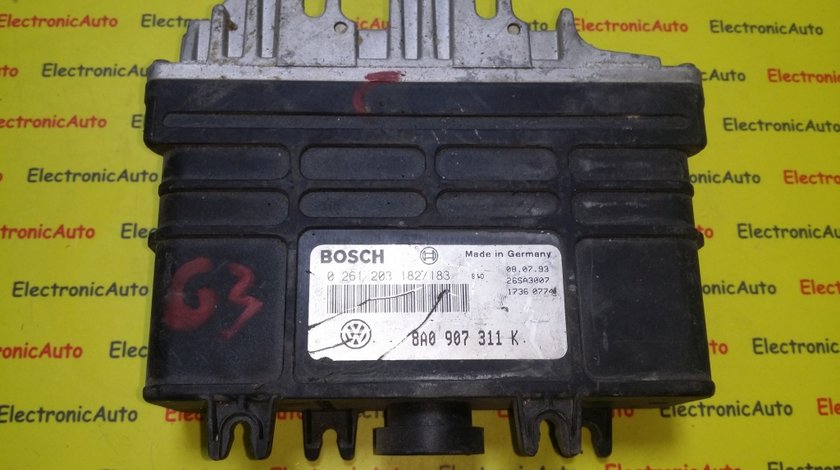 ElectronicAuto
BOSCH
Made in Germany
0 261 203 182/183
08.07.93
26SA3007
1736 0774
8A0 907 311 K
G3